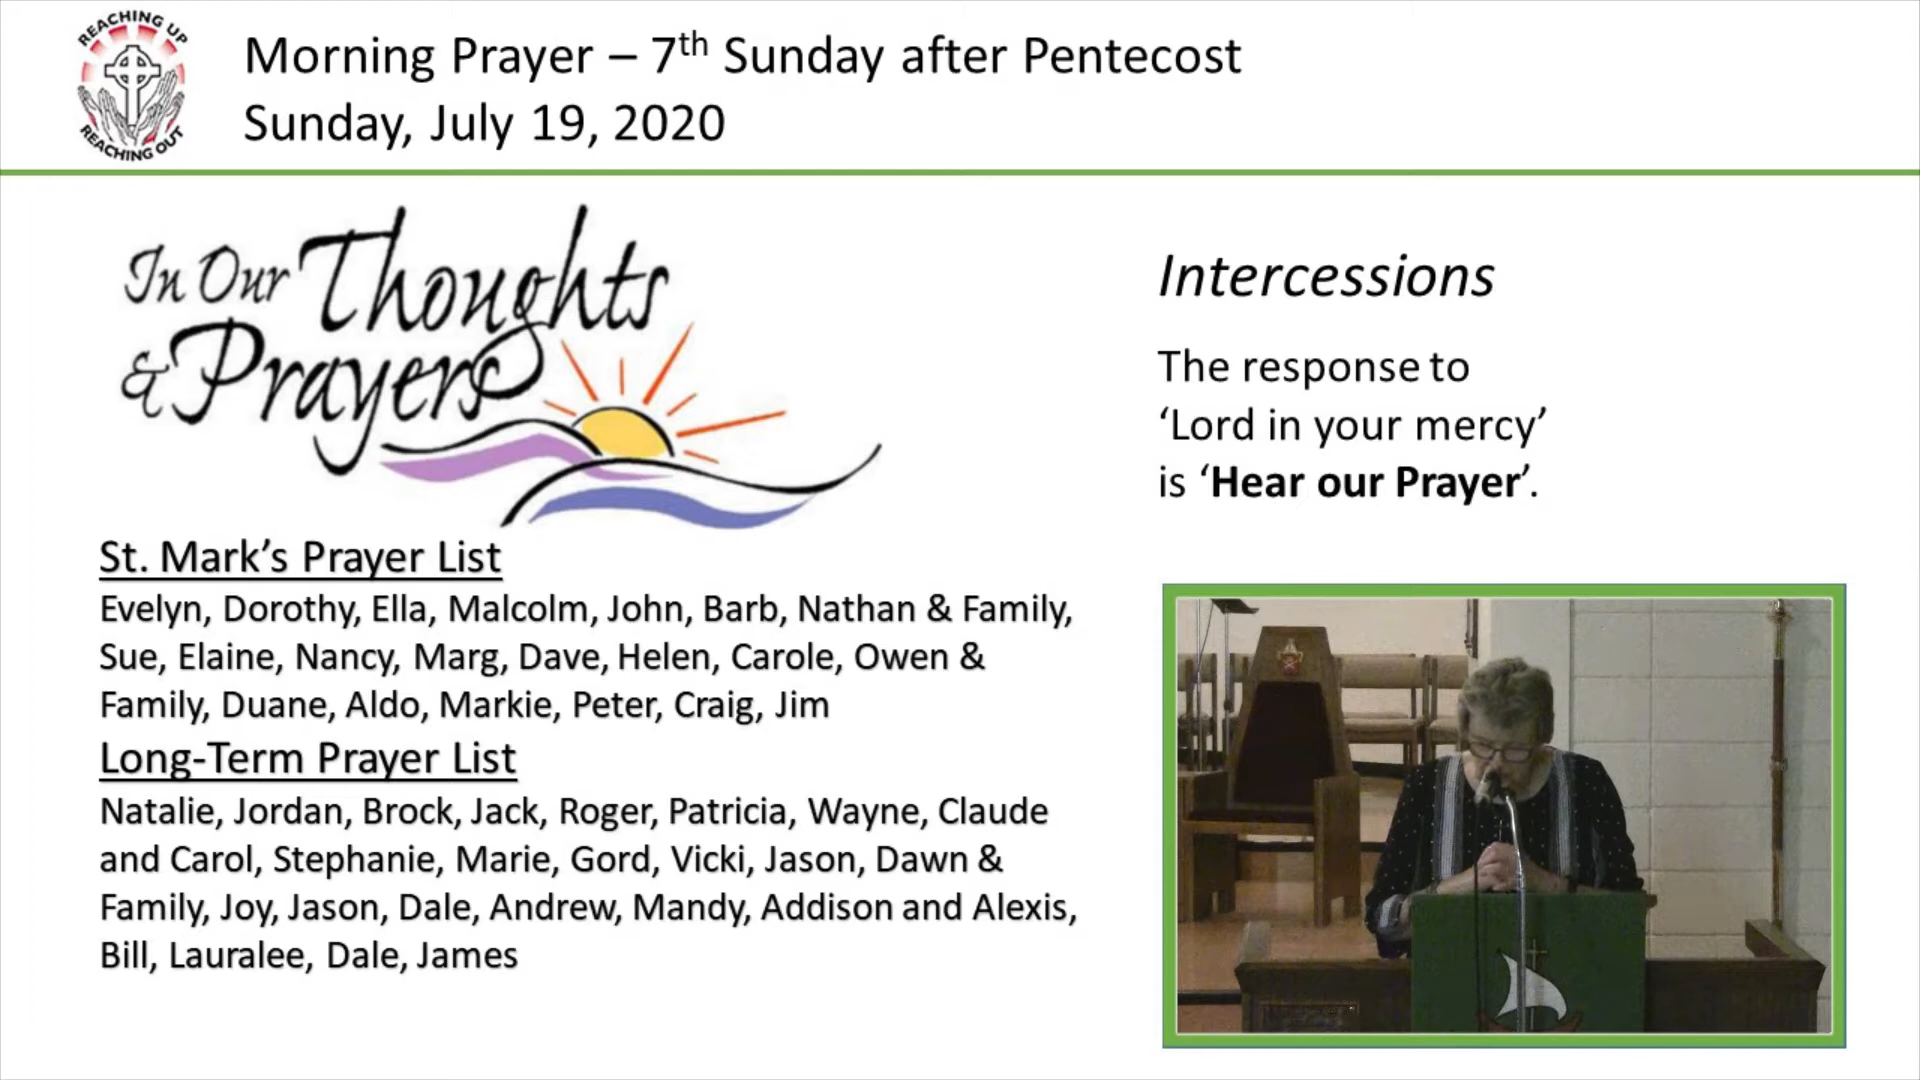 REACHING UP
REACHING OUT
Morning Prayer – 7th Sunday after Pentecost
Sunday, July 19, 2020
In Our Thoughts
& Prayers
St. Mark’s Prayer List
Evelyn, Dorothy, Ella, Malcolm, John, Barb, Nathan & Family,
Sue, Elaine, Nancy, Marg, Dave, Helen, Carole, Owen &
Family, Duane, Aldo, Markie, Peter, Craig, Jim
Long-Term Prayer List
Natalie, Jordan, Brock, Jack, Roger, Patricia, Wayne, Claude
and Carol, Stephanie, Marie, Gord, Vicki, Jason, Dawn &
Family, Joy, Jason, Dale, Andrew, Mandy, Addison and Alexis,
Bill, Lauralee, Dale, James
Intercessions
The response to
‘Lord in your mercy’
is ‘Hear our Prayer’.